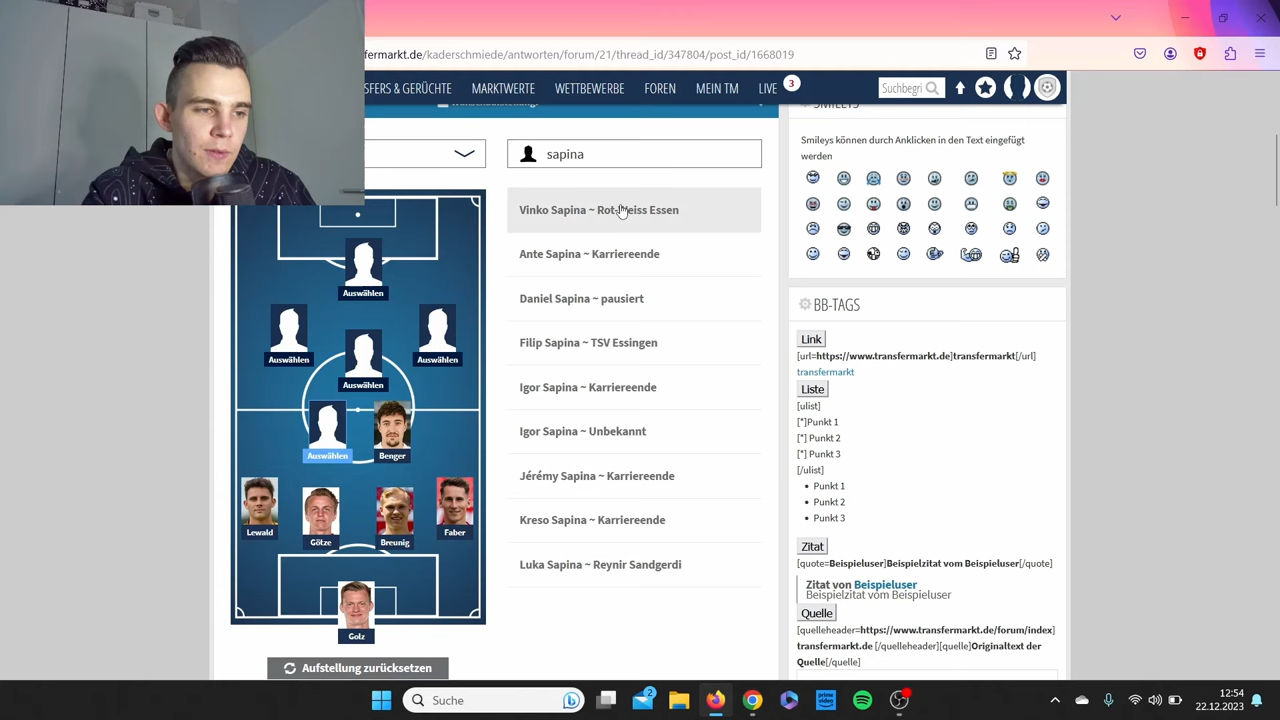 fermarkt.de/kaderschmiede/antworten/forum/21/thread_id/347804/post_id/1668019
SFERS & GERÜCHTE
MARKTWERTE
WETTBEWERBE
FOREN
MEIN TM
LIVE
3
Suchbegri
sapina
Vinko Sapina ~ Rot-Weiss Essen
Ante Sapina ~ Karriereende
Daniel Sapina ~ pausiert
Filip Sapina ~ TSV Essingen
Igor Sapina ~ Karriereende
Igor Sapina ~ Unbekannt
Jérémy Sapina ~ Karriereende
Kreso Sapina ~ Karriereende
Luka Sapina ~ Reynir Sandgerdi
Auswählen
Auswählen
Auswählen
Auswählen
Auswählen
Benger
Lewald
Götze
Breunig
Faber
Golz
Aufstellung zurücksetzen
SMILEYS
Smileys können durch Anklicken in den Text eingefügt
werden
BB-TAGS
Link
[url=https://www.transfermarkt.de]transfermarkt[/url]
transfermarkt
Liste
[ulist]
[*]Punkt 1
[*] Punkt 2
[*] Punkt 3
[/ulist]
Punkt 1
Punkt 2
Punkt 3
Zitat
[quote=Beispieluser]Beispielzitat vom Beispieluser[/quote]
Zitat von Beispieluser
Beispielzitat vom Beispieluser
Quelle
[quelleheader=https://www.transfermarkt.de/forum/index]
transfermarkt.de [/quelleheader][quelle]Originaltext der
Quelle[/quelle]
Suche
2
12:54
22.12.2023